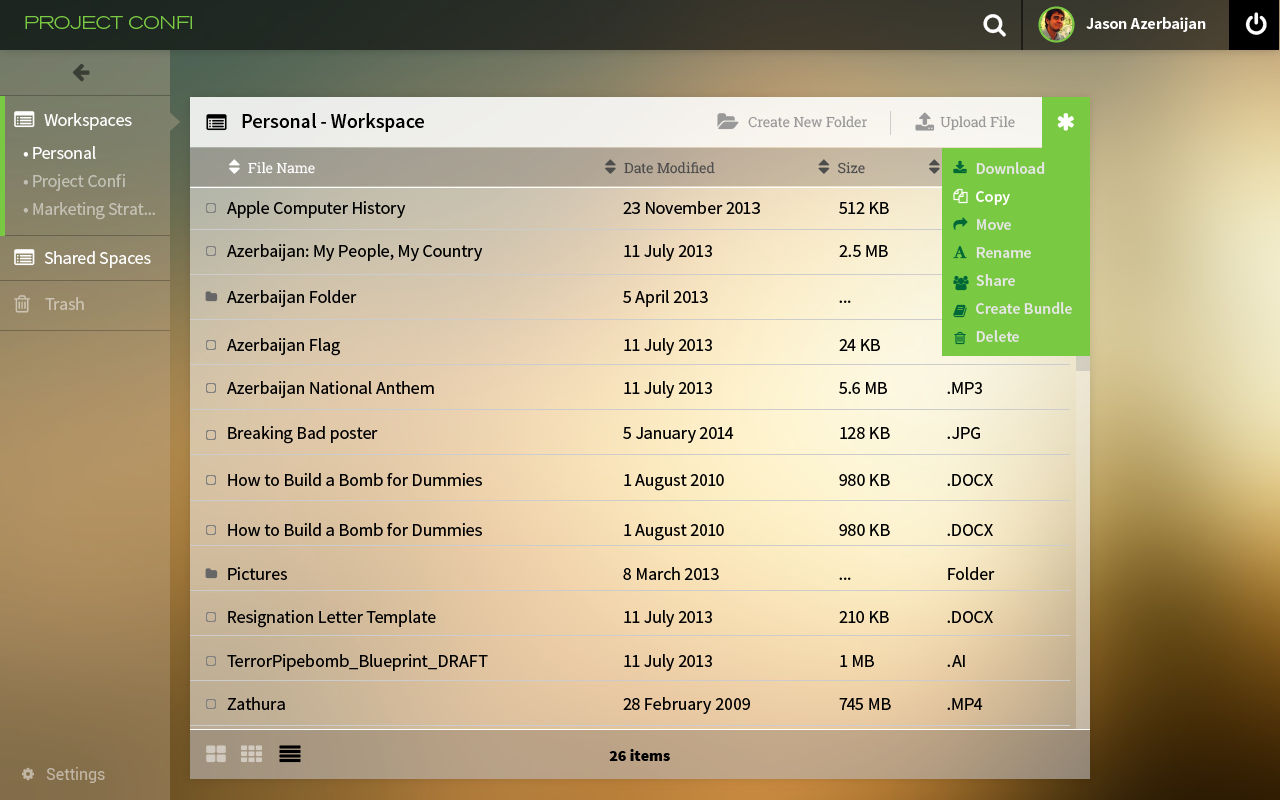 PROJECT CONFI
Jason Azerbaijan
Workspaces
• Personal
• Project Confi
• Marketing Strat...
Shared Spaces
Trash
Settings
Personal - Workspace
Create New Folder
Upload File
File Name Date Modified Size
Download
Copy
Move
Rename
Share
Create Bundle
Delete
Apple Computer History 23 November 2013 512 KB
Azerbaijan: My People, My Country 11 July 2013 2.5 MB
Azerbaijan Folder 5 April 2013 ...
Azerbaijan Flag 11 July 2013 24 KB
Azerbaijan National Anthem 11 July 2013 5.6 MB .MP3
Breaking Bad poster 5 January 2014 128 KB .JPG
How to Build a Bomb for Dummies 1 August 2010 980 KB .DOCX
How to Build a Bomb for Dummies 1 August 2010 980 KB .DOCX
Pictures 8 March 2013 ... Folder
Resignation Letter Template 11 July 2013 210 KB .DOCX
TerrorPipebomb_Blueprint_DRAFT 11 July 2013 1 MB .AI
Zathura 28 February 2009 745 MB .MP4
26 items